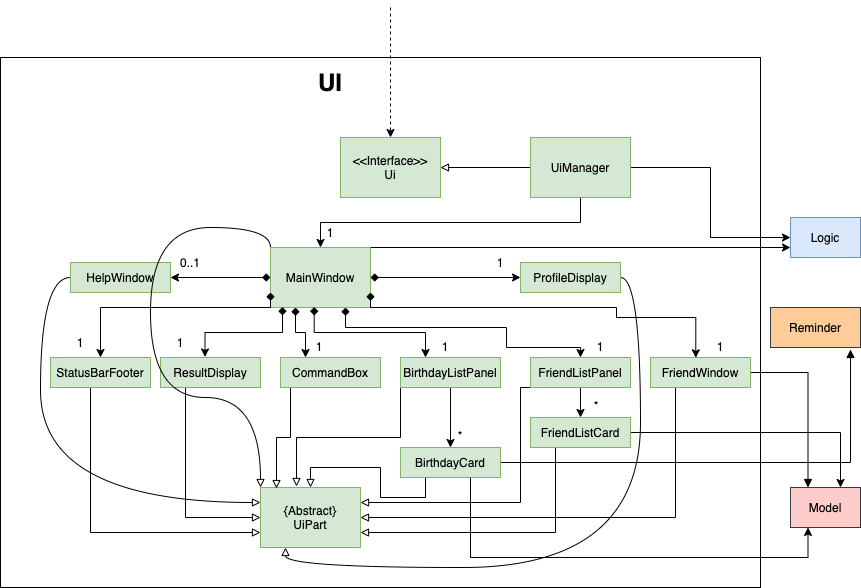 UI
<<Interface>>
Ui
UiManager
1
Logic
HelpWindow
0..1
MainWindow
1
ProfileDisplay
Reminder
1
1
1
1
1
1
StatusBarFooter
ResultDisplay
CommandBox
BirthdayListPanel
FriendListPanel
FriendWindow
*
*
FriendListCard
BirthdayCard
{Abstract}
UiPart
Model